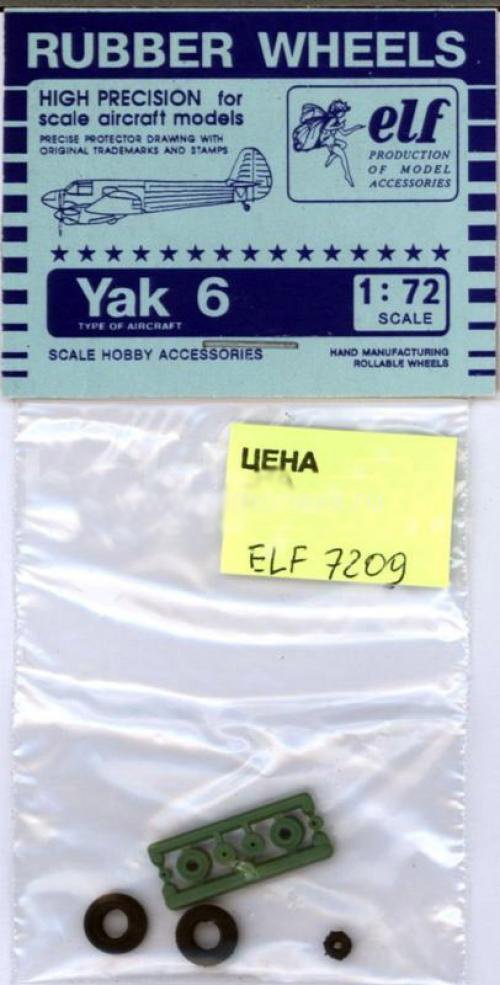 RUBBER WHEELS
HIGH PRECISION for
scale aircraft models
PRECISE PROTECTOR DRAWING WITH
ORIGINAL TRADEMARKS AND STAMPS
elf
PRODUCTION
OF MODEL
ACCESSORIES
Yak 6
TYPE OF AIRCRAFT
1:72
SCALE
SCALE HOBBY ACCESSORIES
HAND MANUFACTURING
ROLLABLE WHEELS
ЦЕНА
ELF 7209